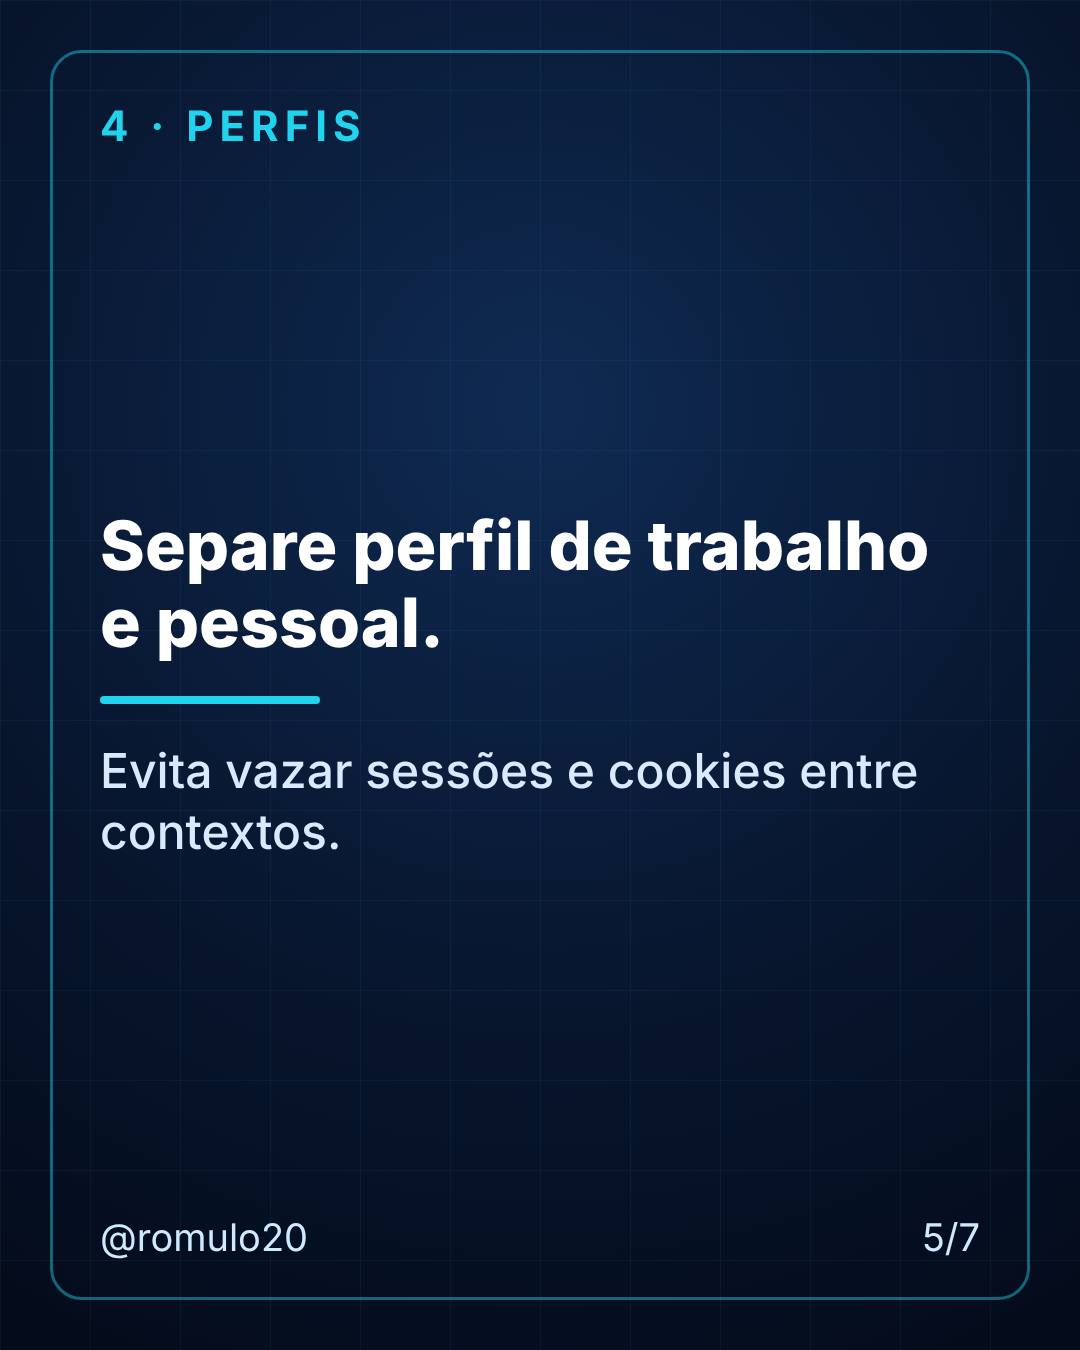 4 · PERFIS
Separe perfil de trabalho
e pessoal.
Evita vazar sessões e cookies entre
contextos.
@romulo20
5/7